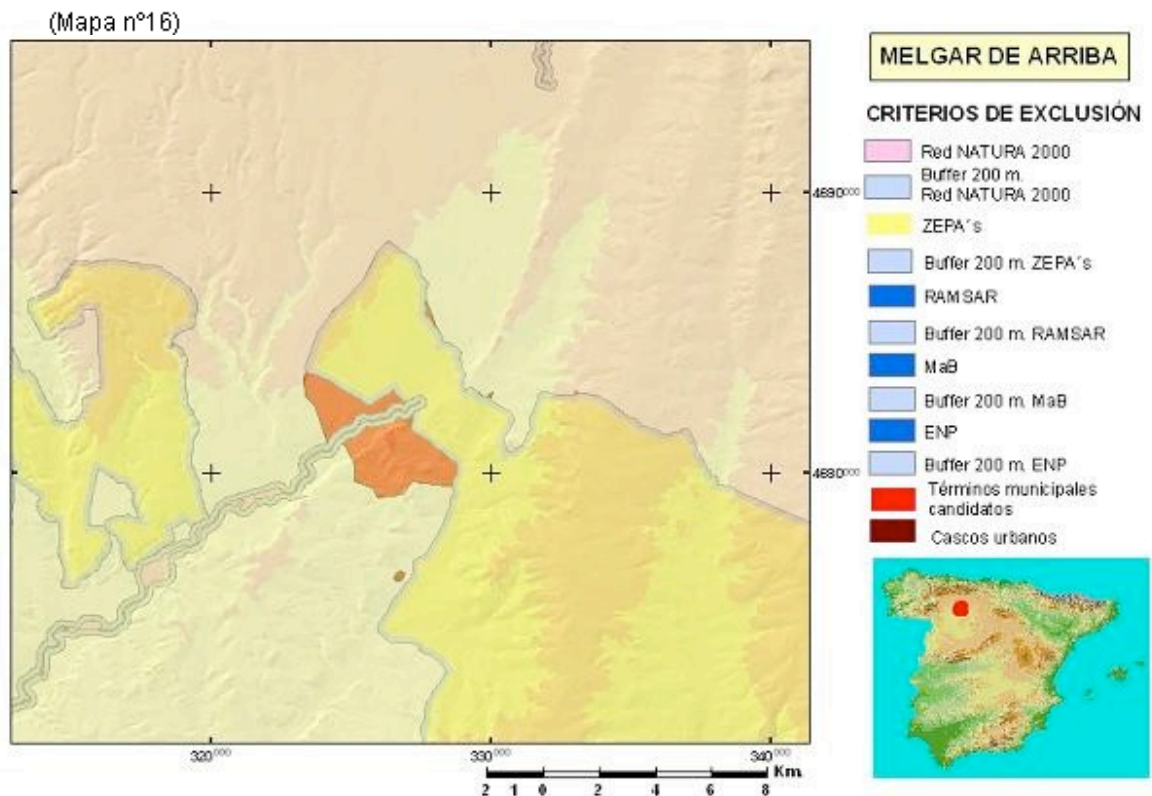 (Mapa nº16)
MELGAR DE ARRIBA
CRITERIOS DE EXCLUSIÓN
Red NATURA 2000
Buffer 200 m.
Red NATURA 2000
ZEPA´s
Buffer 200 m. ZEPA´s
RAMSAR
Buffer 200 m. RAMSAR
MaB
Buffer 200 m. MaB
ENP
Buffer 200 m. ENP
Términos municipales
candidatos
Cascos urbanos
4690000
4680000
320000
330000
340000
Km.
2 1 0 2 4 6 8